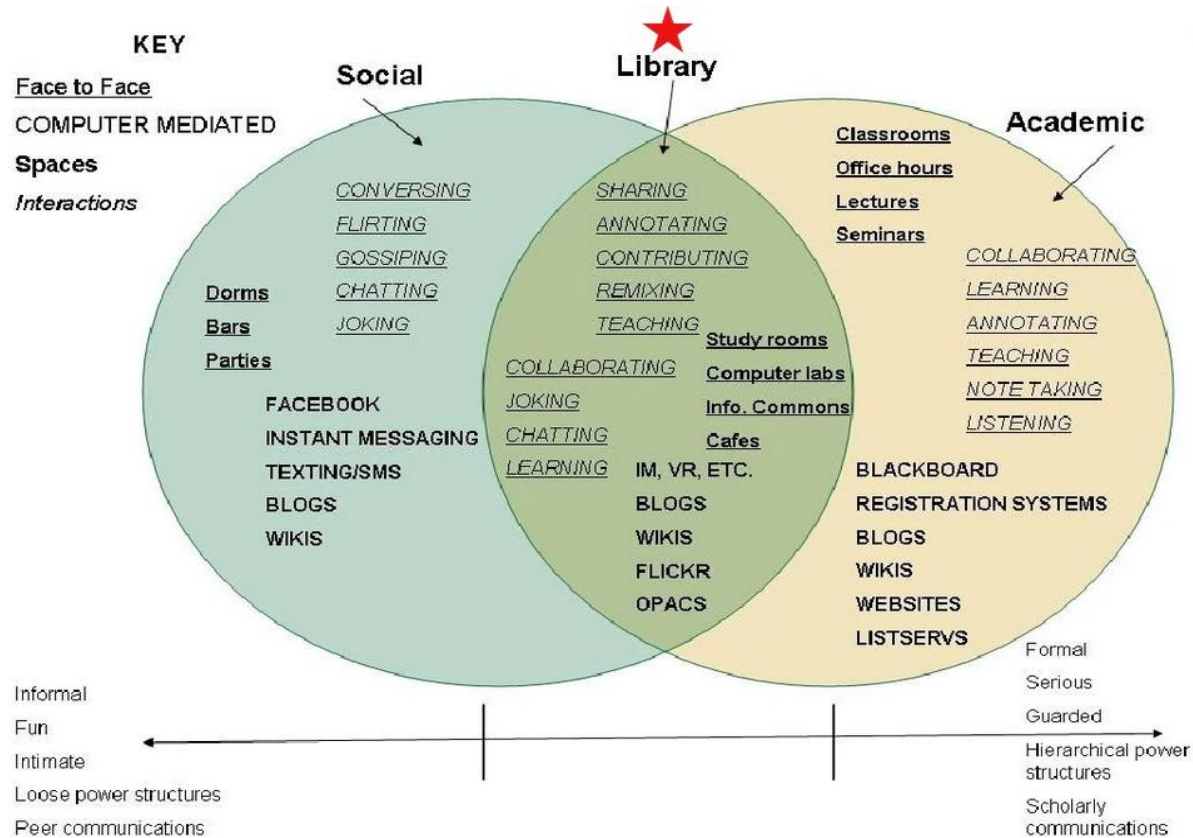 KEY
Face to Face
COMPUTER MEDIATED
Spaces
Interactions
Social
Library
Academic
CONVERSING
FLIRTING
GOSSIPING
CHATTING
JOKING
Dorms
Bars
Parties
FACEBOOK
INSTANT MESSAGING
TEXTING/SMS
BLOGS
WIKIS
SHARING
ANNOTATING
CONTRIBUTING
REMIXING
TEACHING
Study rooms
Computer labs
Info. Commons
Cafes
COLLABORATING
JOKING
CHATTING
LEARNING
IM, VR, ETC.
BLOGS
WIKIS
FLICKR
OPACS
Classrooms
Office hours
Lectures
Seminars
COLLABORATING
LEARNING
ANNOTATING
TEACHING
NOTE TAKING
LISTENING
BLACKBOARD
REGISTRATION SYSTEMS
BLOGS
WIKIS
WEBSITES
LISTSERVS
Informal
Fun
Intimate
Loose power structures
Peer communications
Formal
Serious
Guarded
Hierarchical power
structures
Scholarly
communications